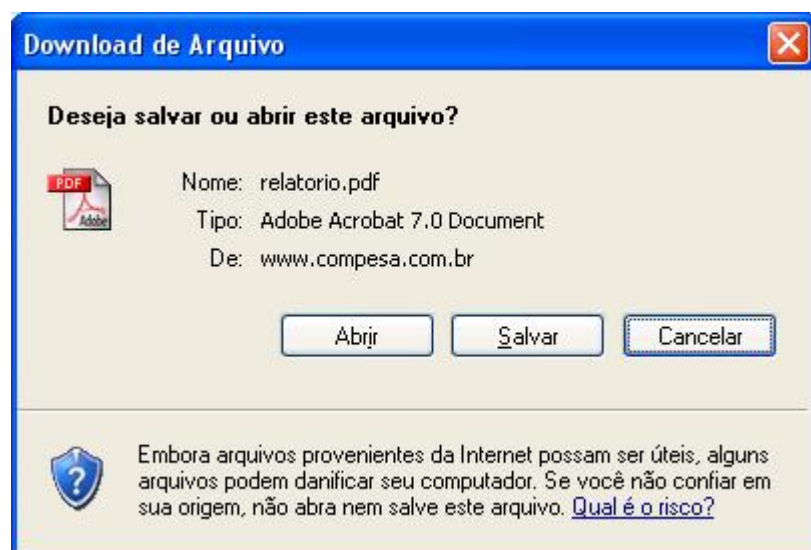 Download de Arquivo
Deseja salvar ou abrir este arquivo?
PDF
Adobe
Nome: relatorio.pdf
Tipo: Adobe Acrobat 7.0 Document
De: www.compesa.com.br
Abrir Salvar Cancelar
Embora arquivos provenientes da Internet possam ser úteis, alguns
arquivos podem danificar seu computador. Se você não confiar em
sua origem, não abra nem salve este arquivo. Qual é o risco?